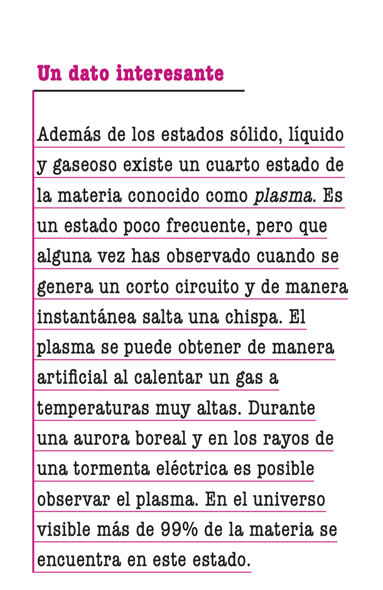 Un dato interesante
Además de los estados sólido, líquido
y gaseoso existe un cuarto estado de
la materia conocido como plasma. Es
un estado poco frecuente, pero que
alguna vez has observado cuando se
genera un corto circuito y de manera
instantánea salta una chispa. El
plasma se puede obtener de manera
artificial al calentar un gas a
temperaturas muy altas. Durante
una aurora boreal y en los rayos de
una tormenta eléctrica es posible
observar el plasma. En el universo
visible más de 99% de la materia se
encuentra en este estado.